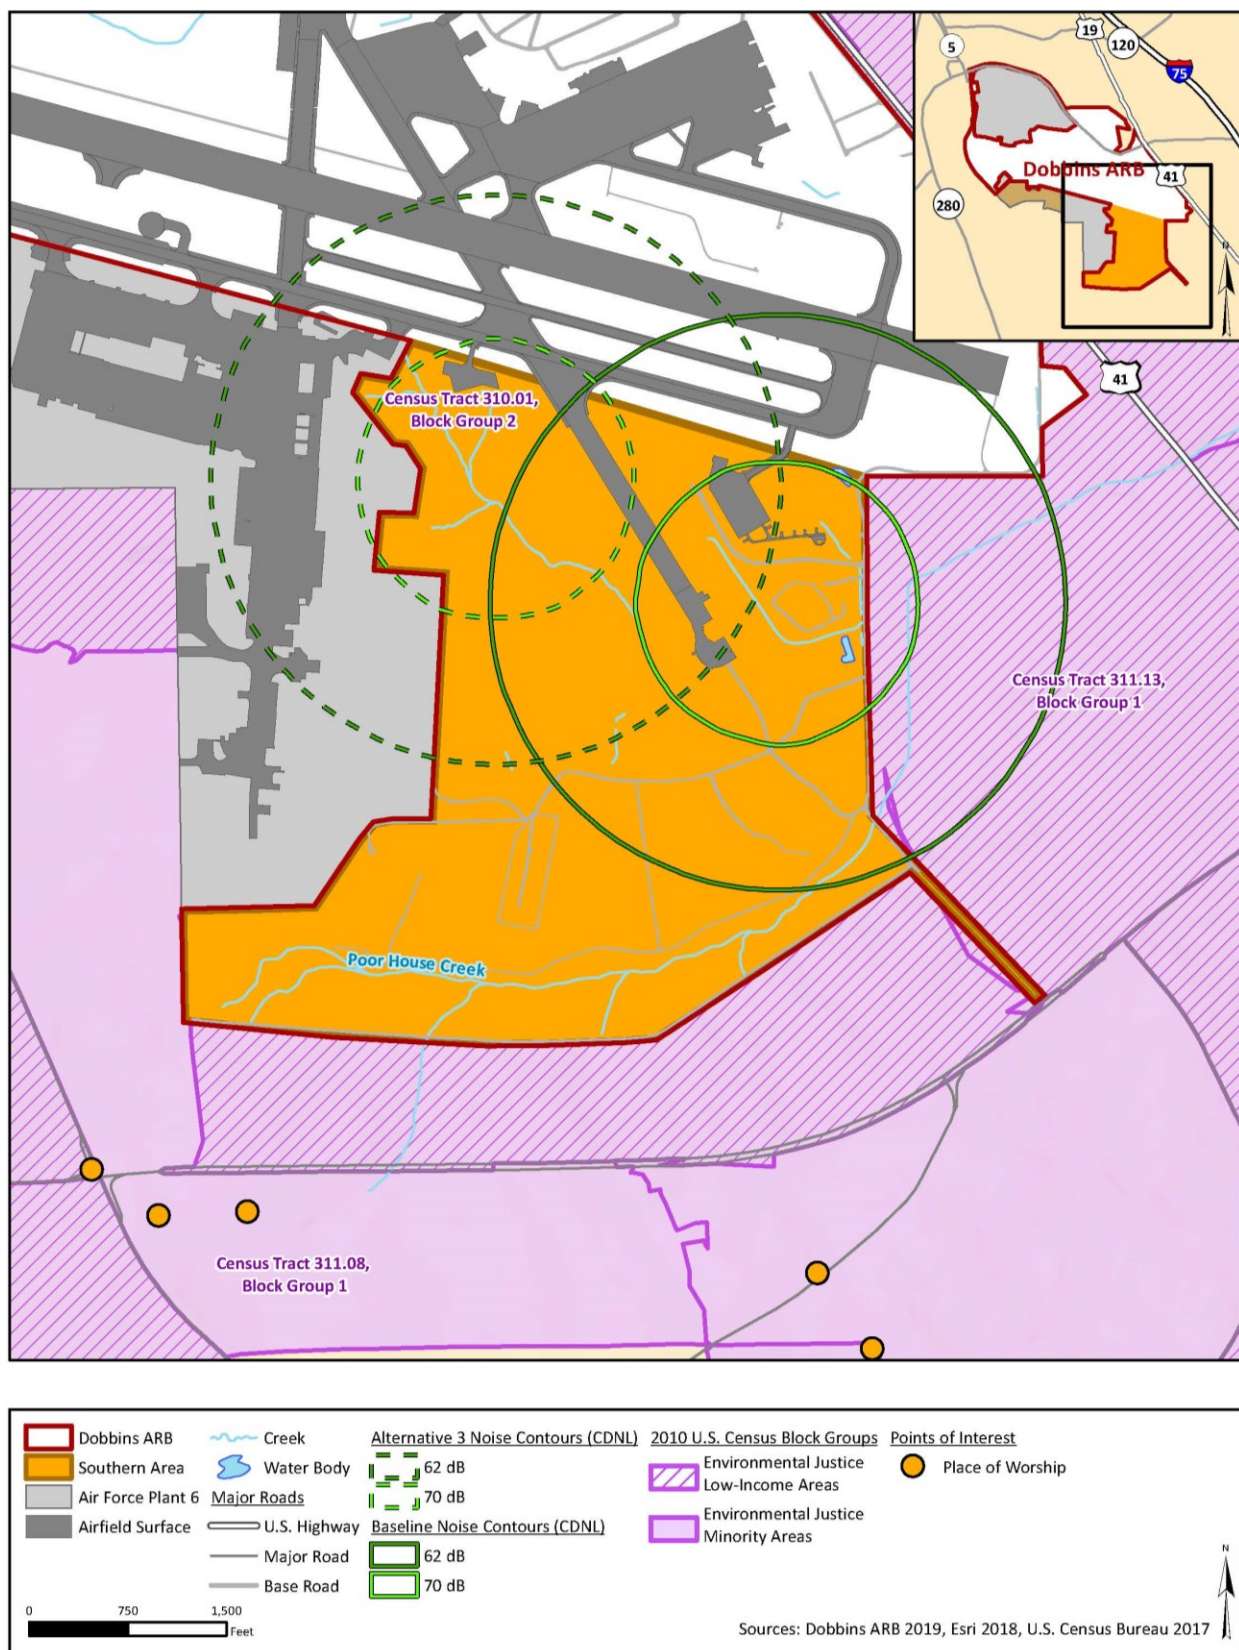 5
19
120
75
Dobbins ARB
41
280
N
41
Census Tract 310.01,
Block Group 2
Census Tract 311.13,
Block Group 1
Poor House Creek
Census Tract 311.08,
Block Group 1
Dobbins ARB
Southern Area
Air Force Plant 6
Airfield Surface
Creek
Water Body
Major Roads
U.S. Highway
Major Road
Base Road
Alternative 3 Noise Contours (CDNL)
62 dB
70 dB
Baseline Noise Contours (CDNL)
62 dB
70 dB
2010 U.S. Census Block Groups
Environmental Justice
Low-Income Areas
Environmental Justice
Minority Areas
Points of Interest
Place of Worship
0 750 1,500
Feet
N
Sources: Dobbins ARB 2019, Esri 2018, U.S. Census Bureau 2017